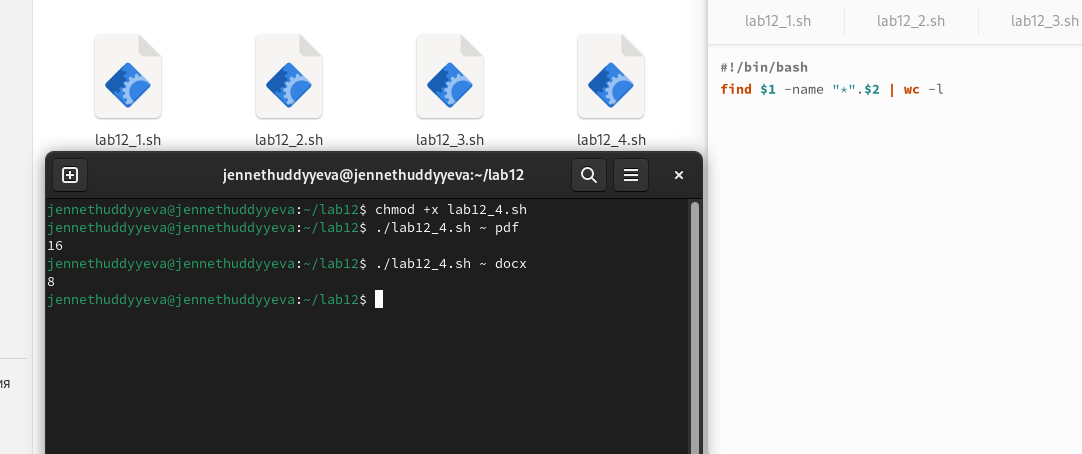 lab12_1.sh lab12_2.sh lab12_3.sh lab12_4.sh
jennethuddyyeva@jennethuddyyeva:~/lab12
jennethuddyyeva@jennethuddyyeva:~/lab12$ chmod +x lab12_4.sh
jennethuddyyeva@jennethuddyyeva:~/lab12$ ./lab12_4.sh ~ pdf
16
jennethuddyyeva@jennethuddyyeva:~/lab12$ ./lab12_4.sh ~ docx
8
jennethuddyyeva@jennethuddyyeva:~/lab12$
lab12_1.sh lab12_2.sh lab12_3.sh
#!/bin/bash
find $1 -name "*".$2 | wc -l
ия